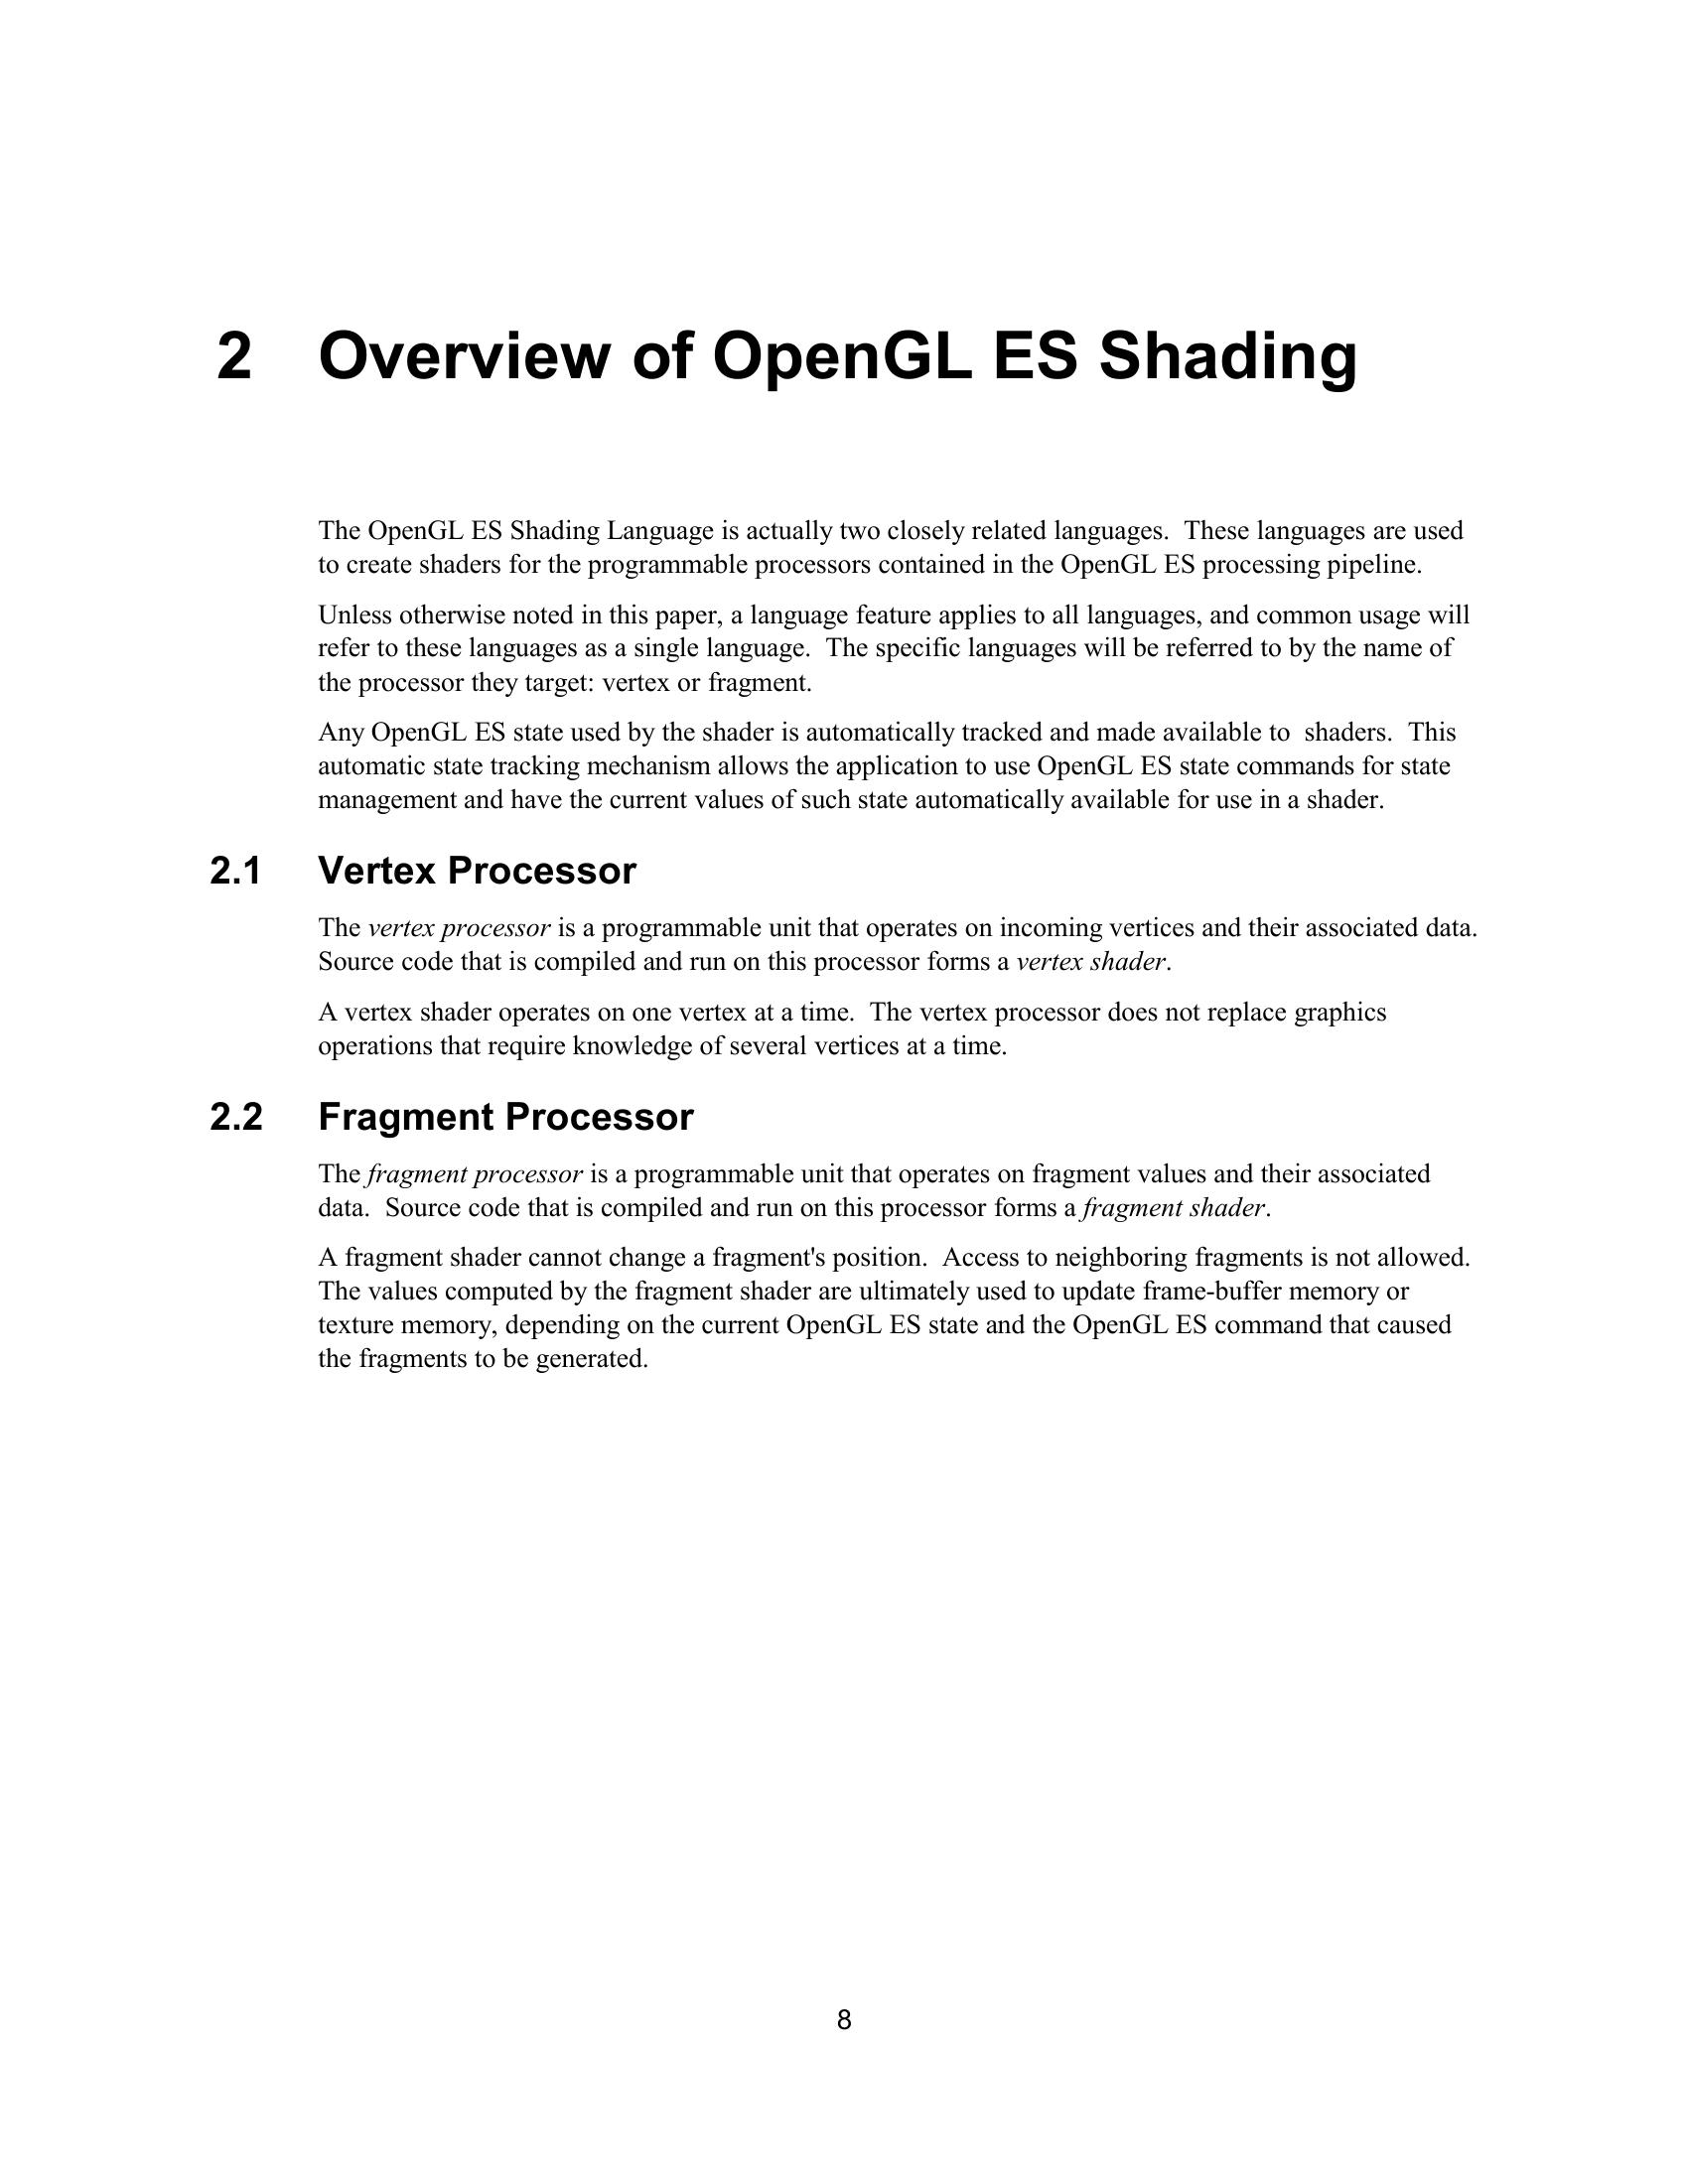 2 Overview of OpenGL ES Shading
The OpenGL ES Shading Language is actually two closely related languages.  These languages are used
to create shaders for the programmable processors contained in the OpenGL ES processing pipeline.
Unless otherwise noted in this paper, a language feature applies to all languages, and common usage will
refer to these languages as a single language.  The specific languages will be referred to by the name of
the processor they target: vertex or fragment.
Any OpenGL ES state used by the shader is automatically tracked and made available to  shaders.  This
automatic state tracking mechanism allows the application to use OpenGL ES state commands for state
management and have the current values of such state automatically available for use in a shader.
2.1 Vertex Processor
The vertex processor is a programmable unit that operates on incoming vertices and their associated data.
Source code that is compiled and run on this processor forms a vertex shader.
A vertex shader operates on one vertex at a time.  The vertex processor does not replace graphics
operations that require knowledge of several vertices at a time.
2.2 Fragment Processor
The fragment processor is a programmable unit that operates on fragment values and their associated
data.  Source code that is compiled and run on this processor forms a fragment shader.
A fragment shader cannot change a fragment's position.  Access to neighboring fragments is not allowed.
The values computed by the fragment shader are ultimately used to update frame-buffer memory or
texture memory, depending on the current OpenGL ES state and the OpenGL ES command that caused
the fragments to be generated.
8